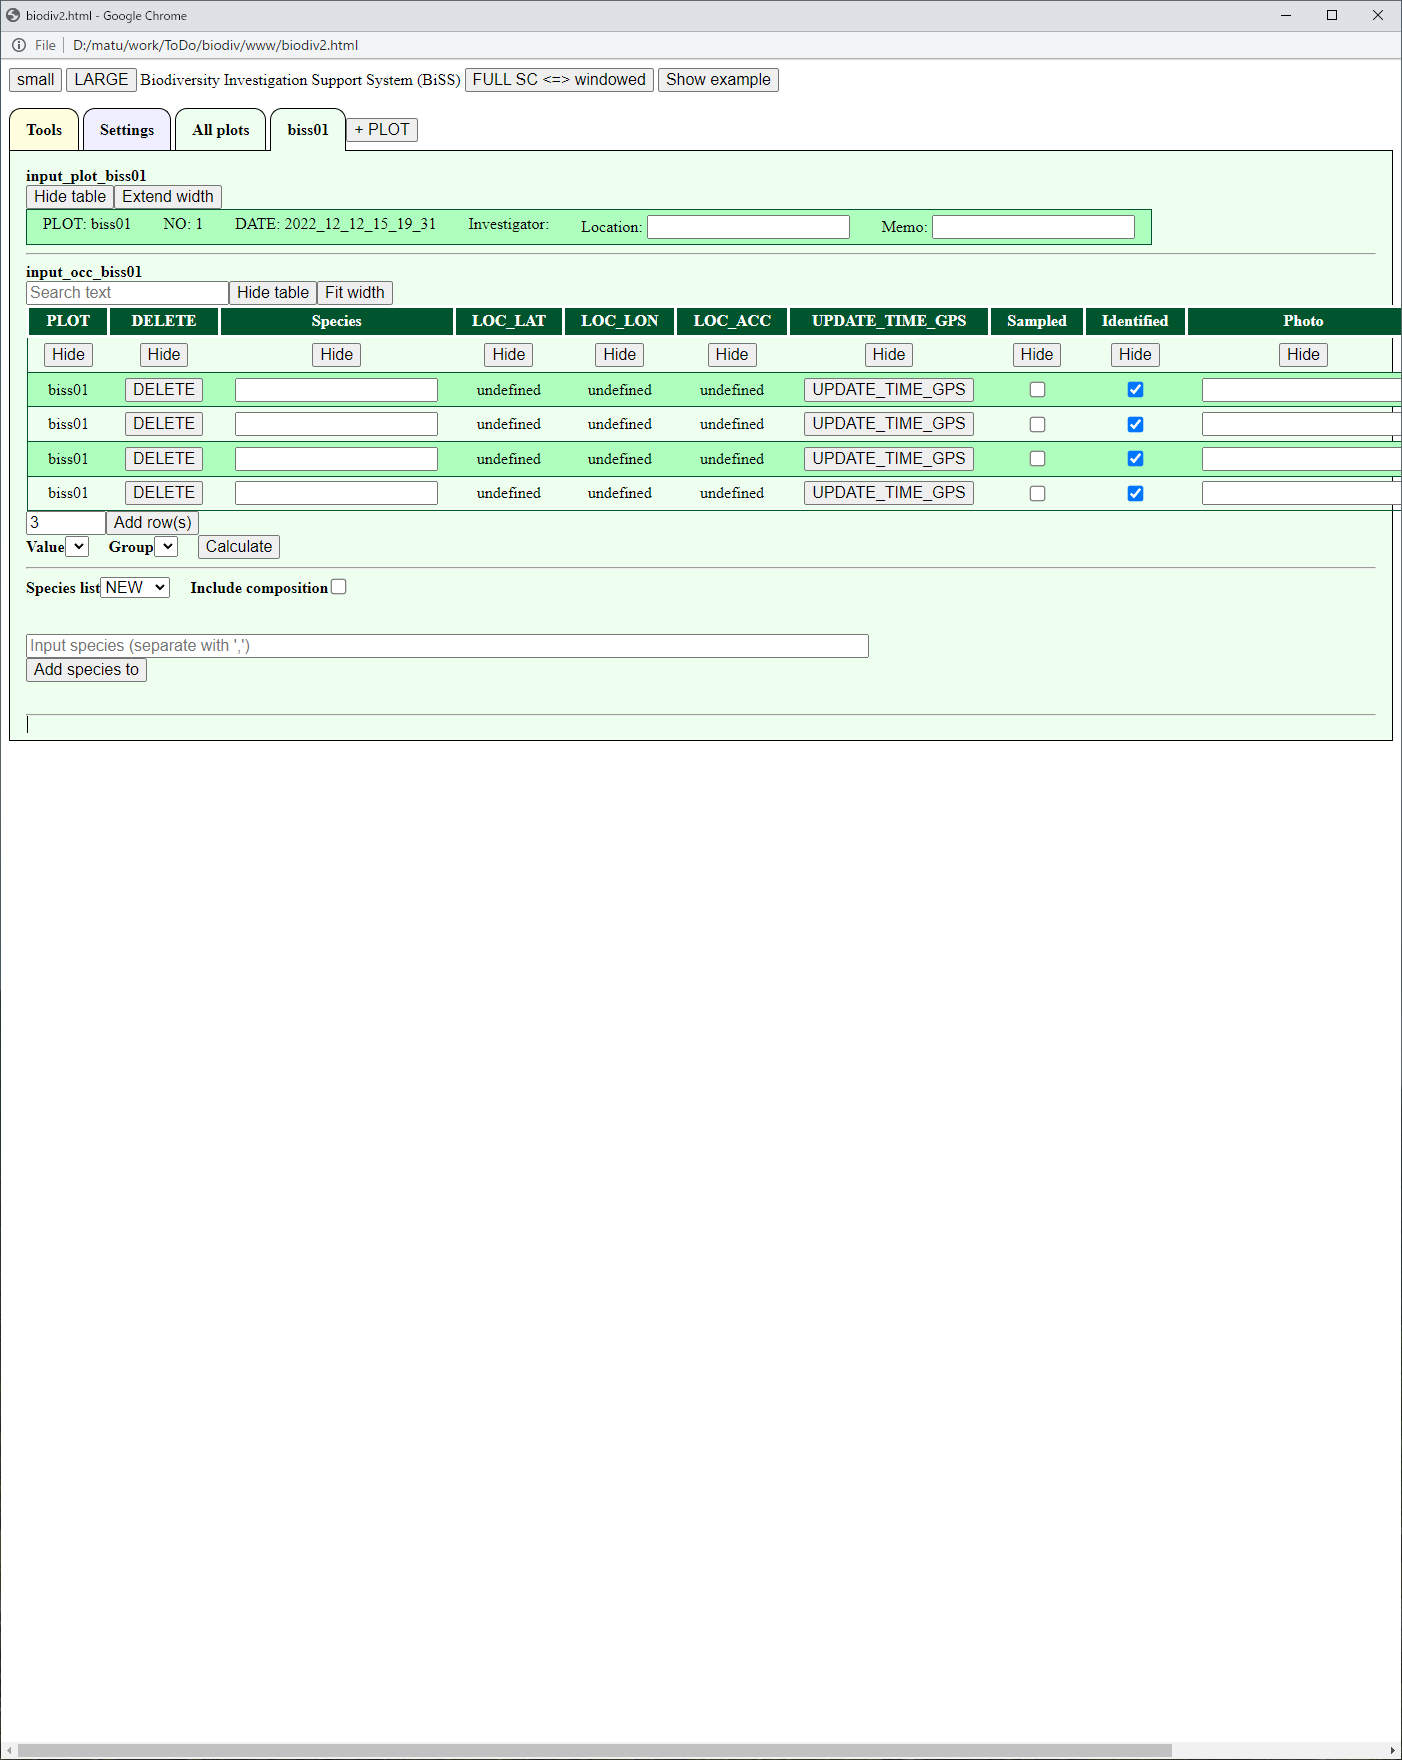 biodiv2.html - Google Chrome
File D:/matu/work/ToDo/biodiv/www/biodiv2.html
small LARGE Biodiversity Investigation Support System (BiSS) FULL SC <=> windowed Show example
Tools Settings All plots biss01 + PLOT
input_plot_biss01
Hide table Extend width
PLOT: biss01 NO: 1 DATE: 2022_12_12_15_19_31 Investigator: Location: Memo:
input_occ_biss01
Search text Hide table Fit width
PLOT DELETE Species LOC_LAT LOC_LON LOC_ACC UPDATE_TIME_GPS Sampled Identified Photo
Hide Hide Hide Hide Hide Hide Hide Hide Hide Hide
biss01 DELETE undefined undefined undefined UPDATE_TIME_GPS
biss01 DELETE undefined undefined undefined UPDATE_TIME_GPS
biss01 DELETE undefined undefined undefined UPDATE_TIME_GPS
biss01 DELETE undefined undefined undefined UPDATE_TIME_GPS
3 Add row(s)
Value Group Calculate
Species list NEW Include composition
Input species (separate with ',')
Add species to